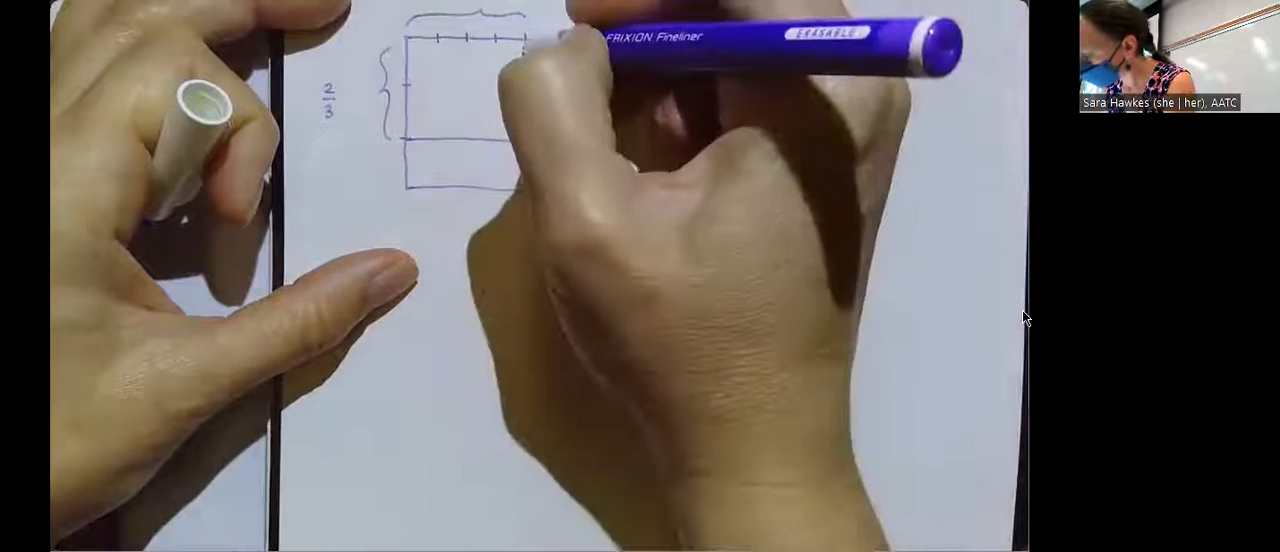 FRIXION Fineliner
ERASABLE
2
3
Sara Hawkes (she | her), AATC